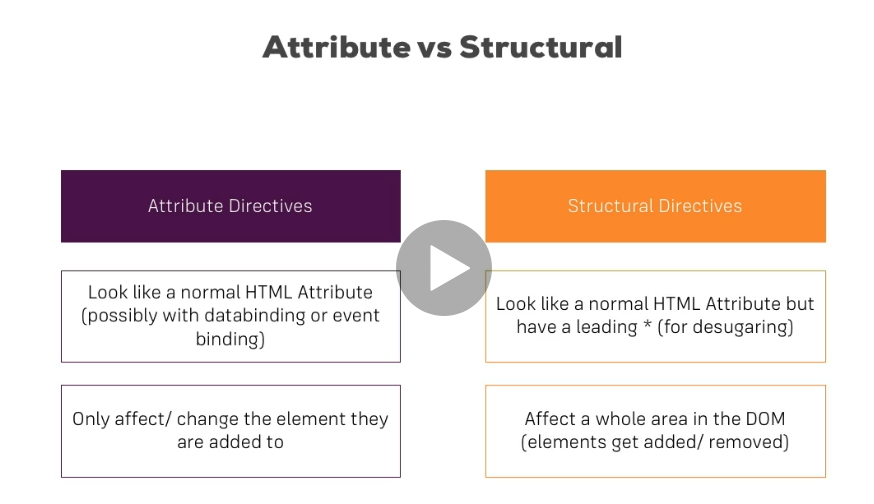 Attribute vs Structural
Attribute Directives
Look like a normal HTML Attribute
(possibly with databinding or event
binding)
Only affect/ change the element they
are added to
Structural Directives
Look like a normal HTML Attribute but
have a leading * (for desugaring)
Affect a whole area in the DOM
(elements get added/ removed)